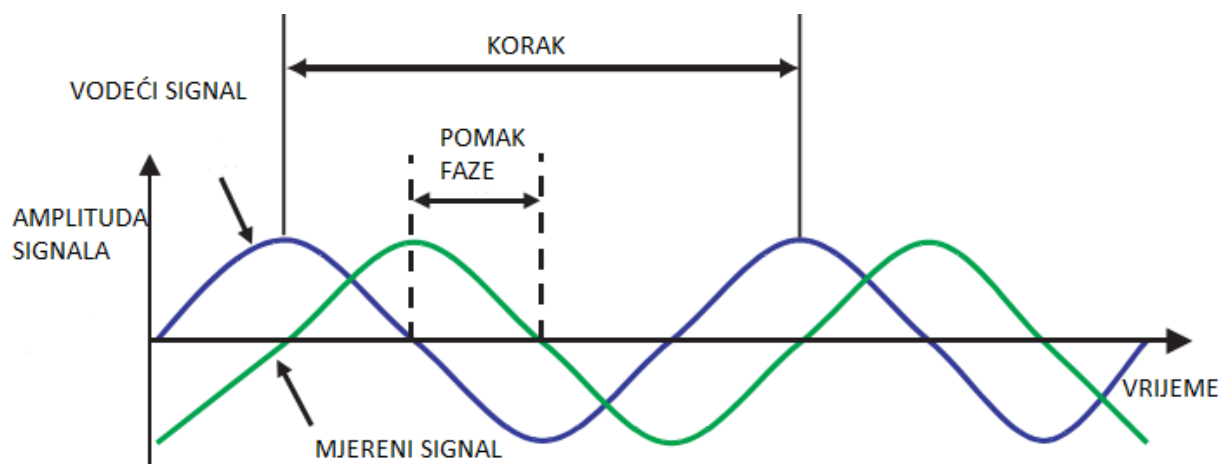 KORAK
VODEĆI SIGNAL
POMAK
FAZE
AMPLITUDA
SIGNALA
VRIJEME
MJERENI SIGNAL